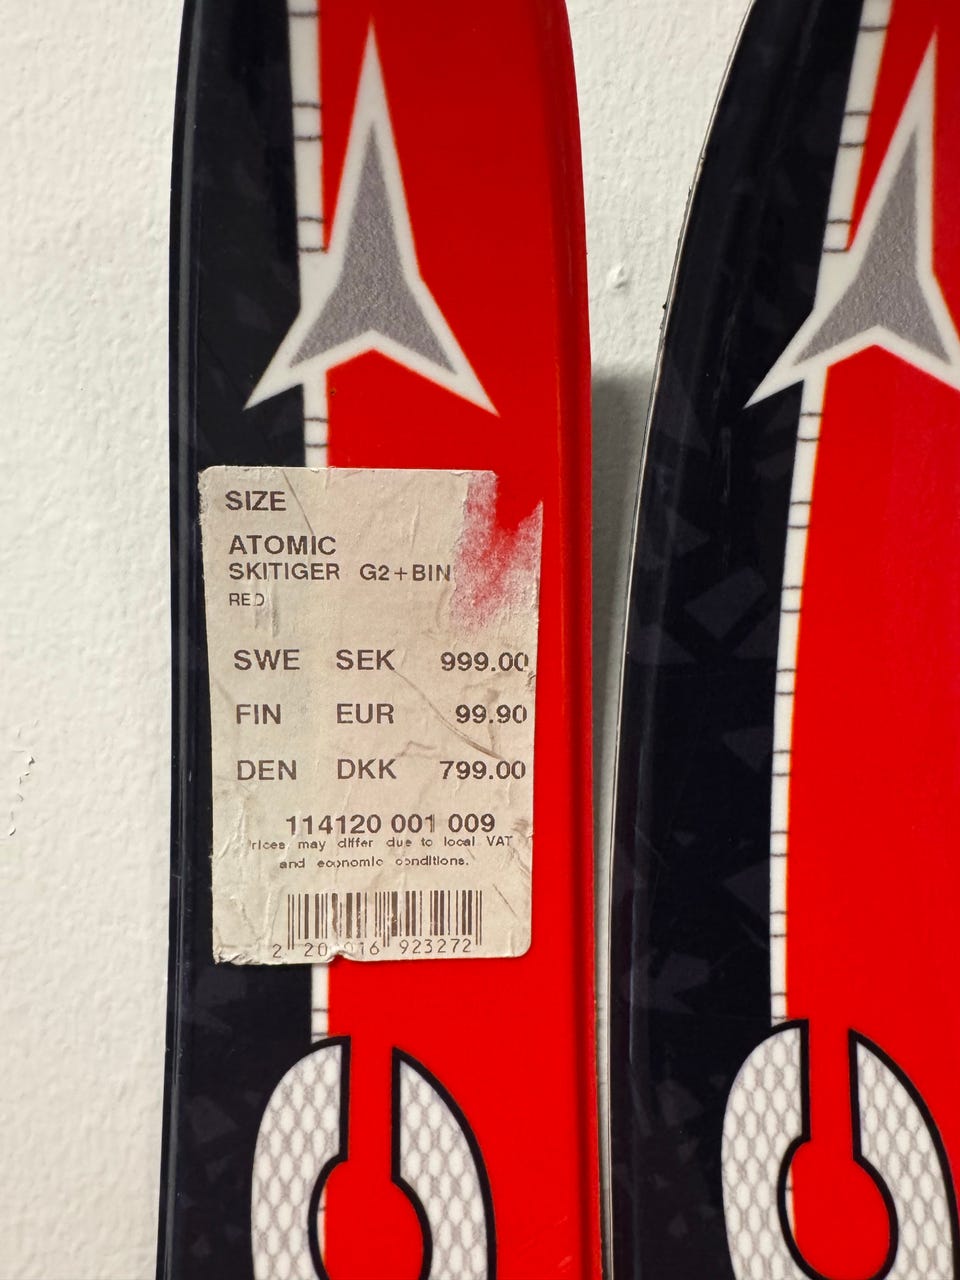 SIZE
ATOMIC
SKITIGER G2+BIN
RED
SWE SEK 999.00
FIN EUR 99.90
DEN DKK 799.00
114120 001 009
rices may differ due to local VAT
and economic conditions.
923272